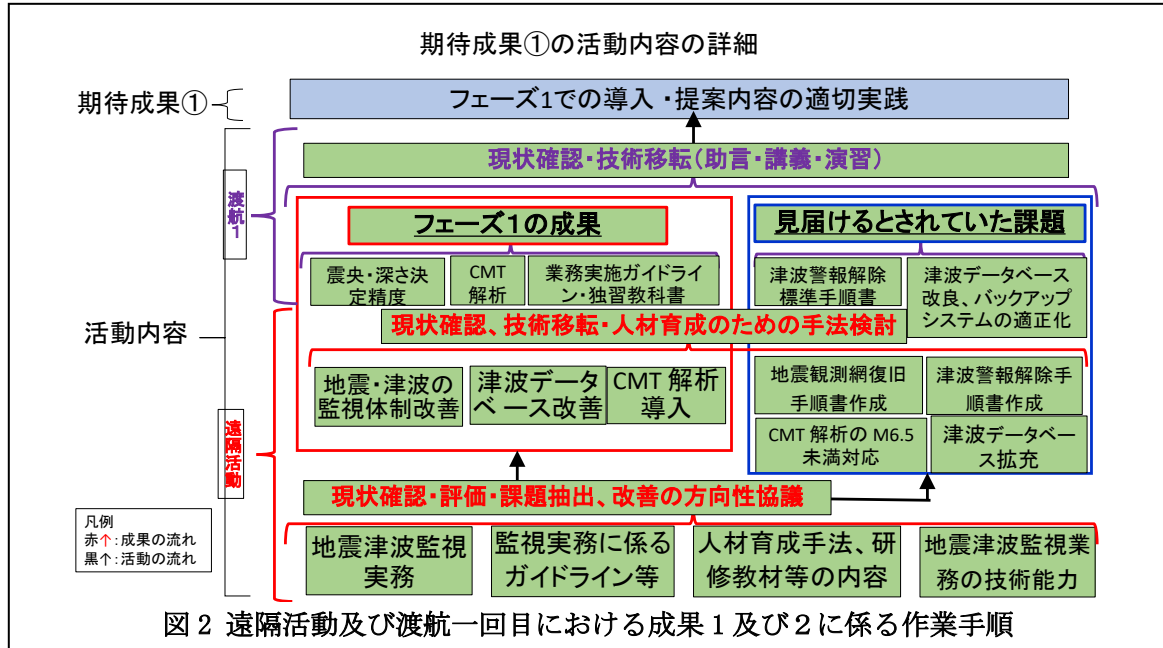 期待成果①の活動内容の詳細
期待成果①
フェーズ1での導入・提案内容の適切実践
現状確認・技術移転(助言・講義・演習)
渡航1
フェーズ1の成果
見届けるとされていた課題
震央・深さ決
定精度
CMT
解析
業務実施ガイドライ
ン・独習教科書
津波警報解除
標準手順書
津波データベース
改良、バックアップ
システムの適正化
活動内容
現状確認、技術移転・人材育成のための手法検討
地震・津波の
監視体制改善
津波データ
ベース改善
CMT 解析
導入
地震観測網復旧
手順書作成
津波警報解除手
順書作成
CMT 解析の M6.5
未満対応
津波データベー
ス拡充
遠隔活動
現状確認・評価・課題抽出、改善の方向性協議
凡例
赤↑:成果の流れ
黒↑:活動の流れ
地震津波監視
実務
監視実務に係る
ガイドライン等
人材育成手法、研
修教材等の内容
地震津波監視業
務の技術能力
図2 遠隔活動及び渡航一回目における成果1及び2に係る作業手順